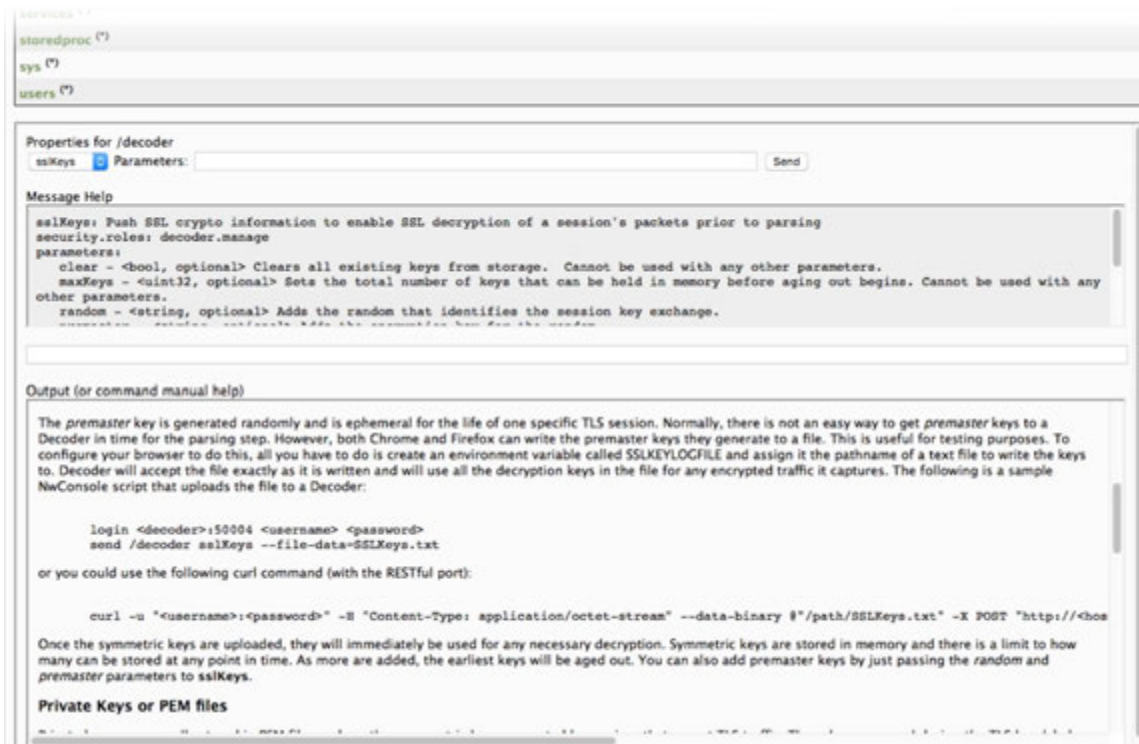 services (*)
storedproc (*)
sys (*)
users (*)
Properties for /decoder
sslKeys Parameters: Send
Message Help
sslKeys: Push SSL crypto information to enable SSL decryption of a session's packets prior to parsing
security.roles: decoder.manage
parameters:
clear - <bool, optional> Clears all existing keys from storage. Cannot be used with any other parameters.
maxKeys - <uint32, optional> Sets the total number of keys that can be held in memory before aging out begins. Cannot be used with any
other parameters.
random - <string, optional> Adds the random that identifies the session key exchange.
premaster - <string, optional> Adds the encryption key for the random
Output (or command manual help)
The premaster key is generated randomly and is ephemeral for the life of one specific TLS session. Normally, there is not an easy way to get premaster keys to a
Decoder in time for the parsing step. However, both Chrome and Firefox can write the premaster keys they generate to a file. This is useful for testing purposes. To
configure your browser to do this, all you have to do is create an environment variable called SSLKEYLOGFILE and assign it the pathname of a text file to write the keys
to. Decoder will accept the file exactly as it is written and will use all the decryption keys in the file for any encrypted traffic it captures. The following is a sample
NwConsole script that uploads the file to a Decoder:
login <decoder>:50004 <username> <password>
send /decoder sslKeys --file-data=SSLKeys.txt
or you could use the following curl command (with the RESTful port):
curl -u "<username>:<password>" -H "Content-Type: application/octet-stream" --data-binary @"/path/SSLKeys.txt" -X POST "http://<hos
Once the symmetric keys are uploaded, they will immediately be used for any necessary decryption. Symmetric keys are stored in memory and there is a limit to how
many can be stored at any point in time. As more are added, the earliest keys will be aged out. You can also add premaster keys by just passing the random and
premaster parameters to sslKeys.
Private Keys or PEM files